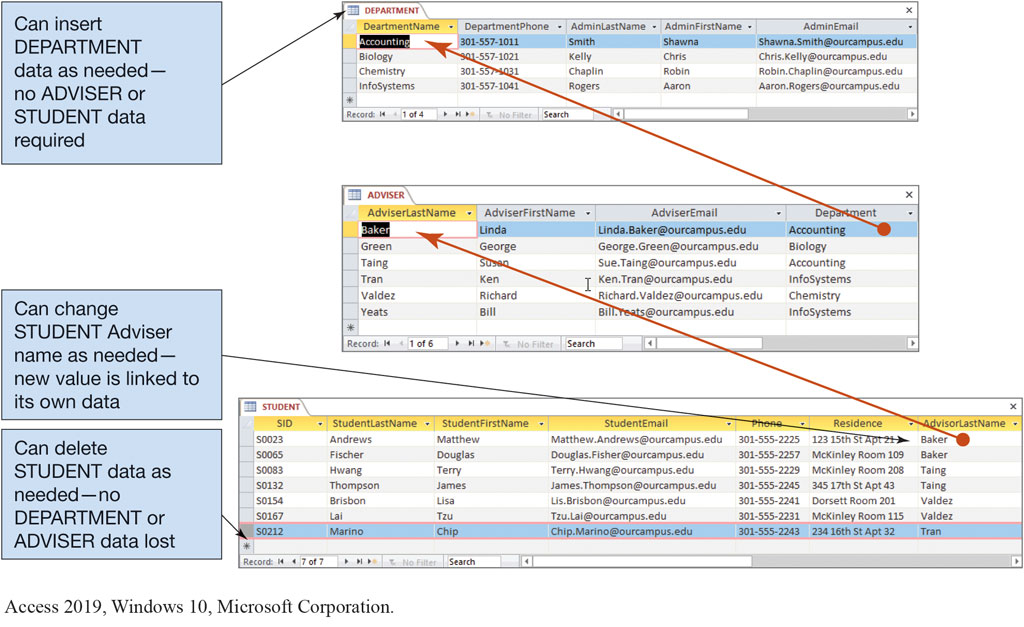 Can insert
DEPARTMENT
data as needed—
no ADVISER or
STUDENT data
required
DEPARTMENT
DeartmentName DepartmentPhone AdminLastName AdminFirstName AdminEmail
Accounting 301-557-1011 Smith Shawna Shawna.Smith@ourcampus.edu
Biology 301-557-1021 Kelly Chris Chris.Kelly@ourcampus.edu
Chemistry 301-557-1031 Chaplin Robin Robin.Chaplin@ourcampus.edu
InfoSystems 301-557-1041 Rogers Aaron Aaron.Rogers@ourcampus.edu
Record: 1 of 4 No Filter Search
ADVISER
AdviserLastName AdviserFirstName AdviserEmail Department
Baker Linda Linda.Baker@ourcampus.edu Accounting
Green George George.Green@ourcampus.edu Biology
Taing Susan Sue.Taing@ourcampus.edu Accounting
Tran Ken Ken.Tran@ourcampus.edu InfoSystems
Valdez Richard Richard.Valdez@ourcampus.edu Chemistry
Yeats Bill Bill.Yeats@ourcampus.edu InfoSystems
Record: 1 of 6 No Filter Search
Can change
STUDENT Adviser
name as needed—
new value is linked to
its own data
STUDENT
SID StudentLastName StudentFirstName StudentEmail Phone Residence AdvisorLastName
S0023 Andrews Matthew Matthew.Andrews@ourcampus.edu 301-555-2225 123 15th St Apt 21 Baker
S0065 Fischer Douglas Douglas.Fisher@ourcampus.edu 301-555-2257 McKinley Room 109 Baker
S0083 Hwang Terry Terry.Hwang@ourcampus.edu 301-555-2229 McKinley Room 208 Taing
S0132 Thompson James James.Thompson@ourcampus.edu 301-555-2245 345 17th St Apt 43 Taing
S0154 Brisbon Lisa Lis.Brisbon@ourcampus.edu 301-555-2241 Dorsett Room 201 Valdez
S0167 Lai Tzu Tzu.Lai@ourcampus.edu 301-555-2231 McKinley Room 115 Valdez
S0212 Marino Chip Chip.Marino@ourcampus.edu 301-555-2243 234 16th St Apt 32 Tran
Record: 7 of 7 No Filter Search
Can delete
STUDENT data as
needed—no
DEPARTMENT or
ADVISER data lost
Access 2019, Windows 10, Microsoft Corporation.